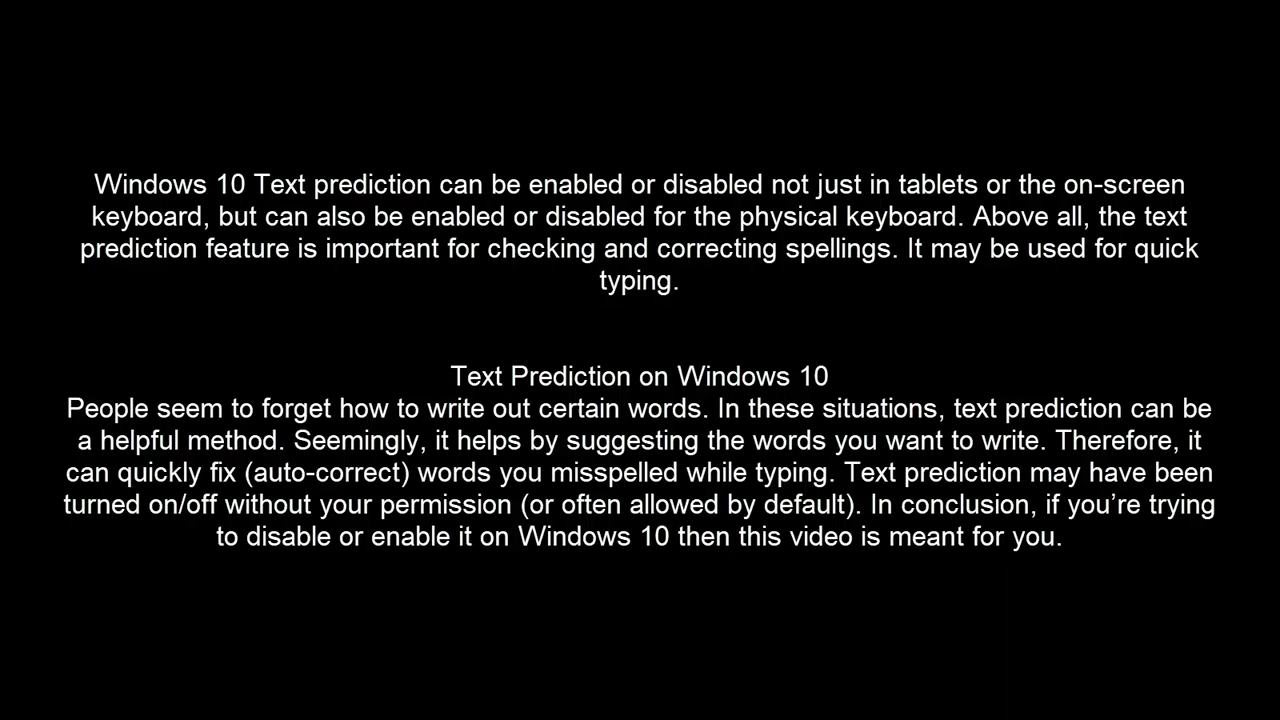 Windows 10 Text prediction can be enabled or disabled not just in tablets or the on-screen
keyboard, but can also be enabled or disabled for the physical keyboard. Above all, the text
prediction feature is important for checking and correcting spellings. It may be used for quick
typing.
Text Prediction on Windows 10
People seem to forget how to write out certain words. In these situations, text prediction can be
a helpful method. Seemingly, it helps by suggesting the words you want to write. Therefore, it
can quickly fix (auto-correct) words you misspelled while typing. Text prediction may have been
turned on/off without your permission (or often allowed by default). In conclusion, if you’re trying
to disable or enable it on Windows 10 then this video is meant for you.